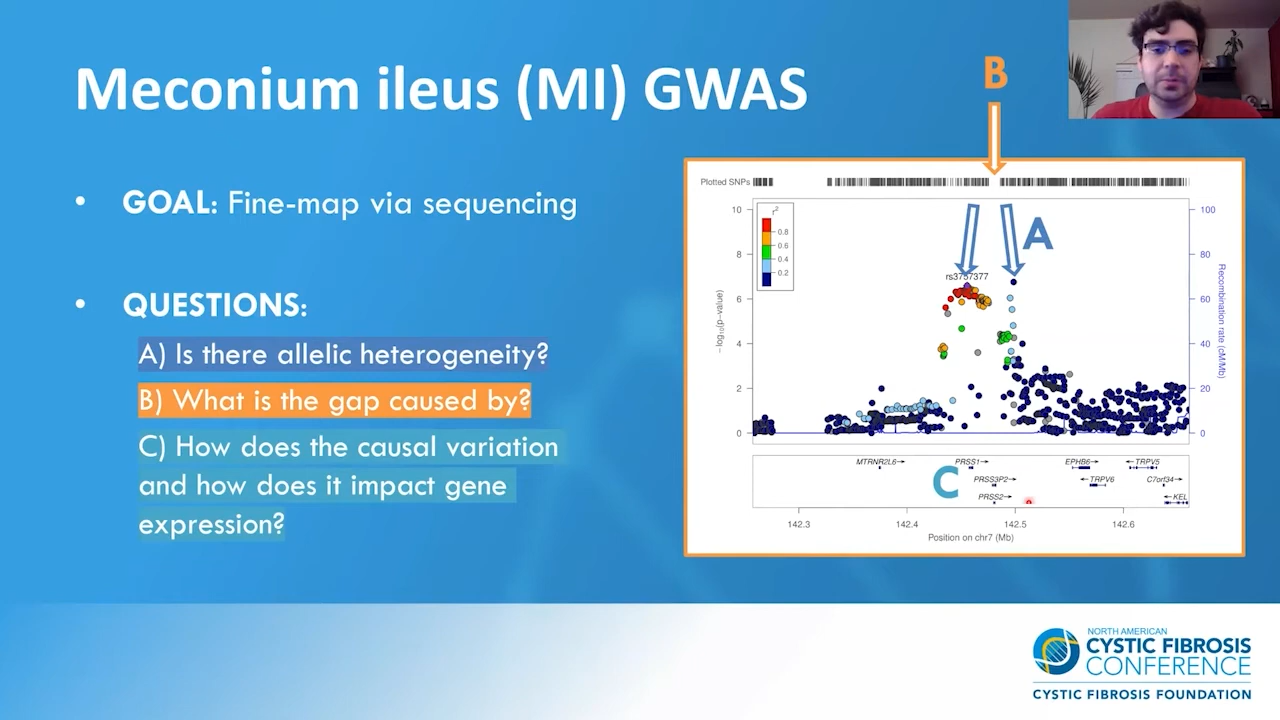 Meconium ileus (MI) GWAS
• GOAL: Fine-map via sequencing
• QUESTIONS:
A) Is there allelic heterogeneity?
B) What is the gap caused by?
C) How does the causal variation
and how does it impact gene
expression?
B
Plotted SNPs
10
8
6
4
2
0
−log10(p−value)
r²
0.8
0.6
0.4
0.2
rs3757377
A
100
80
60
40
20
0
Recombination rate (cM/Mb)
MTRNR2L6
PRSS1
EPHB6
TRPV5
C
PRSS3P2
TRPV6
C7orf34
PRSS2
KEL
142.3
142.4
142.5
142.6
Position on chr7 (Mb)
NORTH AMERICAN
CYSTIC FIBROSIS
CONFERENCE
CYSTIC FIBROSIS FOUNDATION